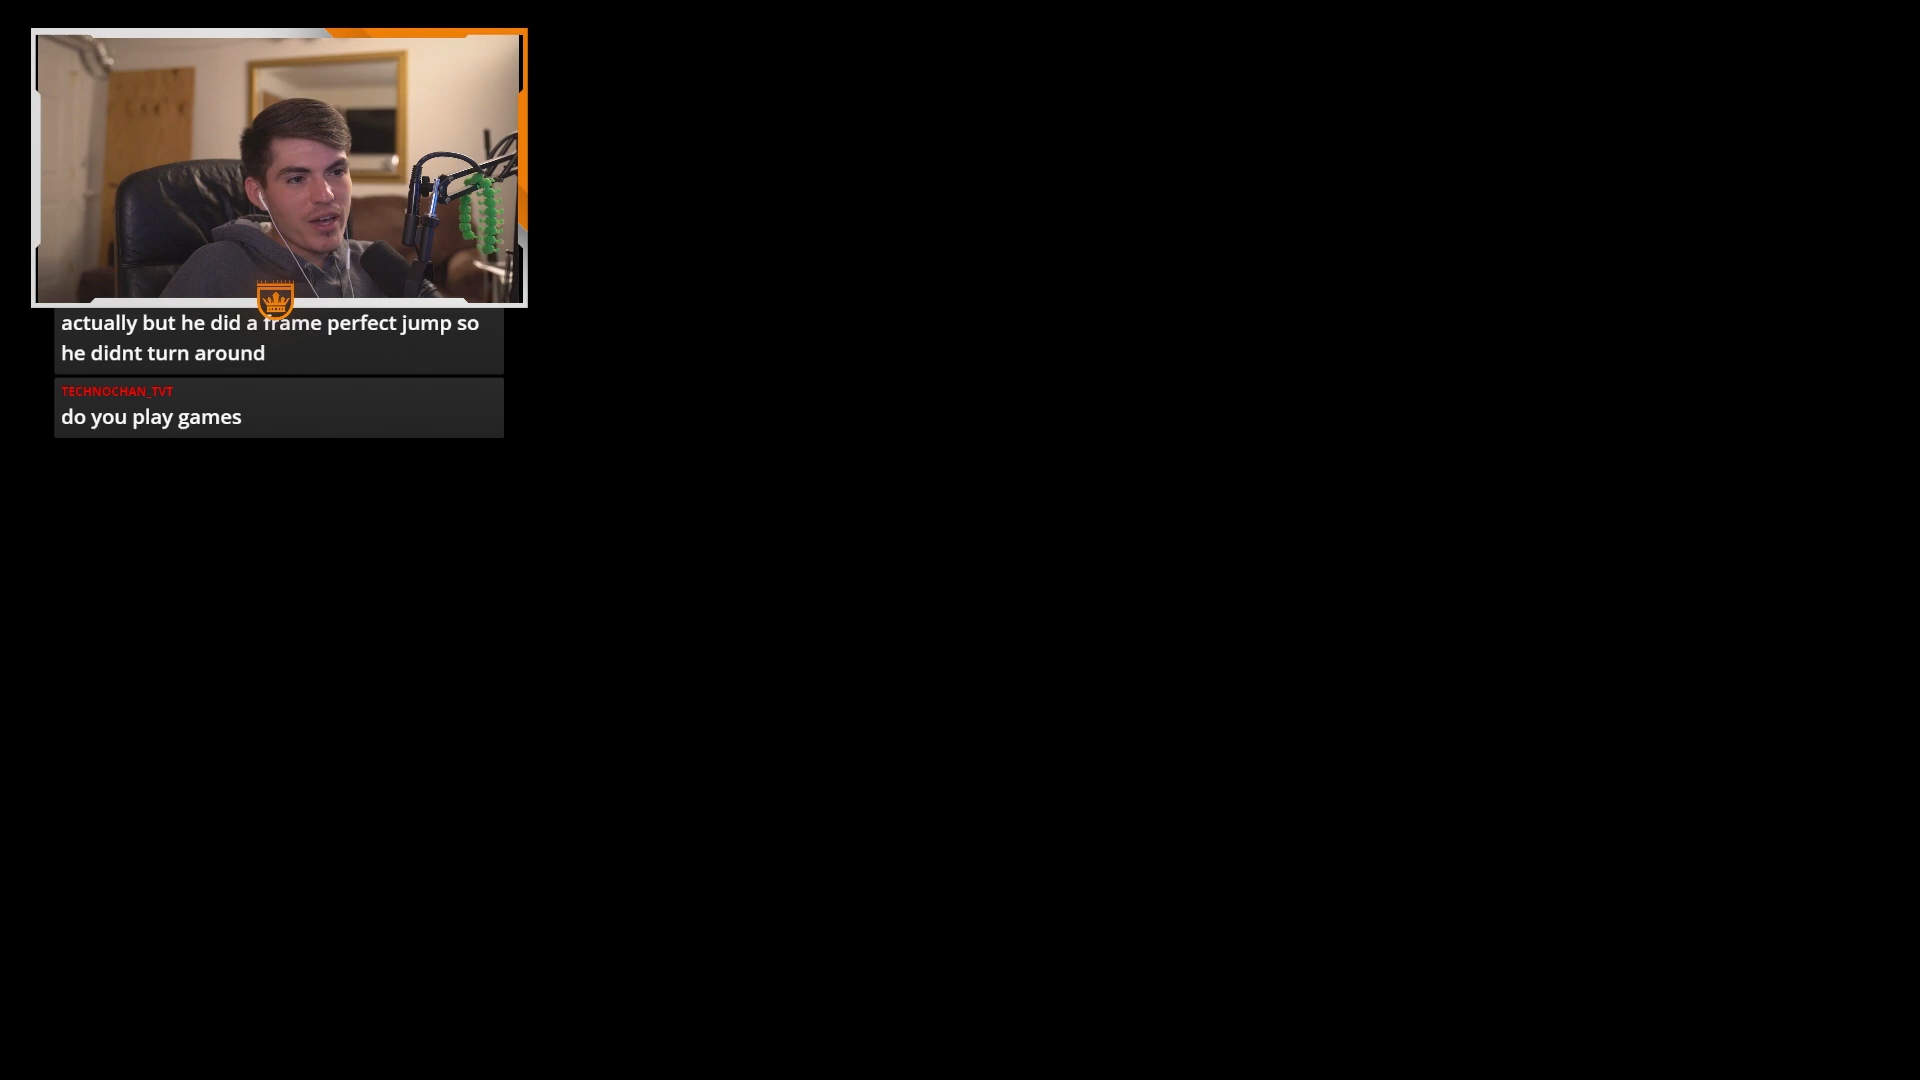 actually but he did a frame perfect jump so
he didnt turn around
TECHNOCHAN_TVT
do you play games